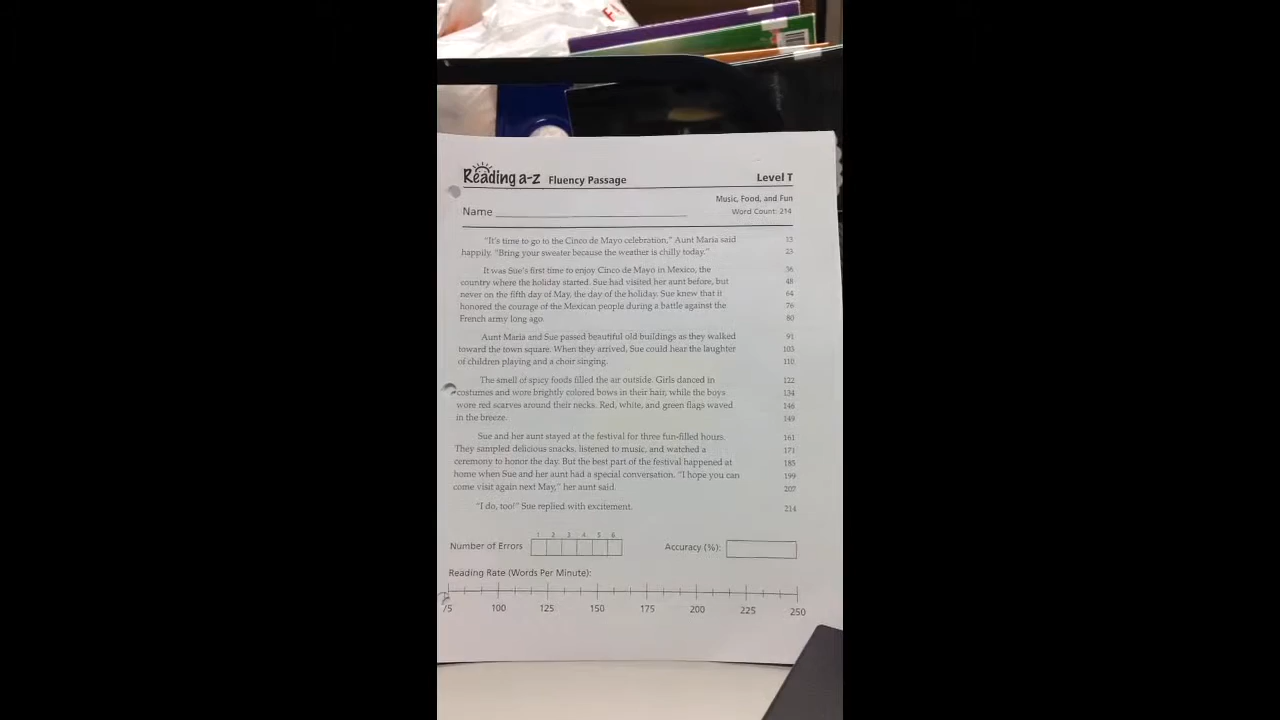 Reading a-z Fluency Passage Level T
Music, Food, and Fun
Name Word Count: 214
"It's time to go to the Cinco de Mayo celebration," Aunt Maria said 13
happily. "Bring your sweater because the weather is chilly today." 23
It was Sue's first time to enjoy Cinco de Mayo in Mexico, the 36
country where the holiday started. Sue had visited her aunt before, but 48
never on the fifth day of May, the day of the holiday. Sue knew that it 64
honored the courage of the Mexican people during a battle against the 76
French army long ago. 80
Aunt Maria and Sue passed beautiful old buildings as they walked 91
toward the town square. When they arrived, Sue could hear the laughter 103
of children playing and a choir singing. 110
The smell of spicy foods filled the air outside. Girls danced in 122
costumes and wore brightly colored bows in their hair, while the boys 134
wore red scarves around their necks. Red, white, and green flags waved 146
in the breeze. 149
Sue and her aunt stayed at the festival for three fun-filled hours. 161
They sampled delicious snacks, listened to music, and watched a 171
ceremony to honor the day. But the best part of the festival happened at 185
home when Sue and her aunt had a special conversation. "I hope you can 199
come visit again next May," her aunt said. 207
"I do, too!" Sue replied with excitement. 214
1 2 3 4 5 6
Number of Errors Accuracy (%):
Reading Rate (Words Per Minute):
75 100 125 150 175 200 225 250